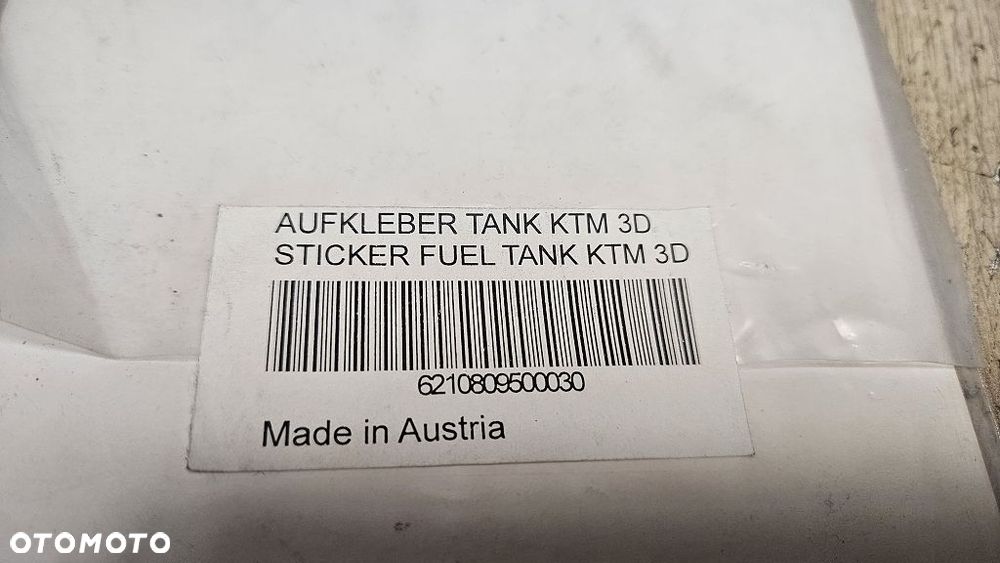 AUFKLEBER TANK KTM 3D
STICKER FUEL TANK KTM 3D
6210809500030
Made in Austria
OTOMOTO